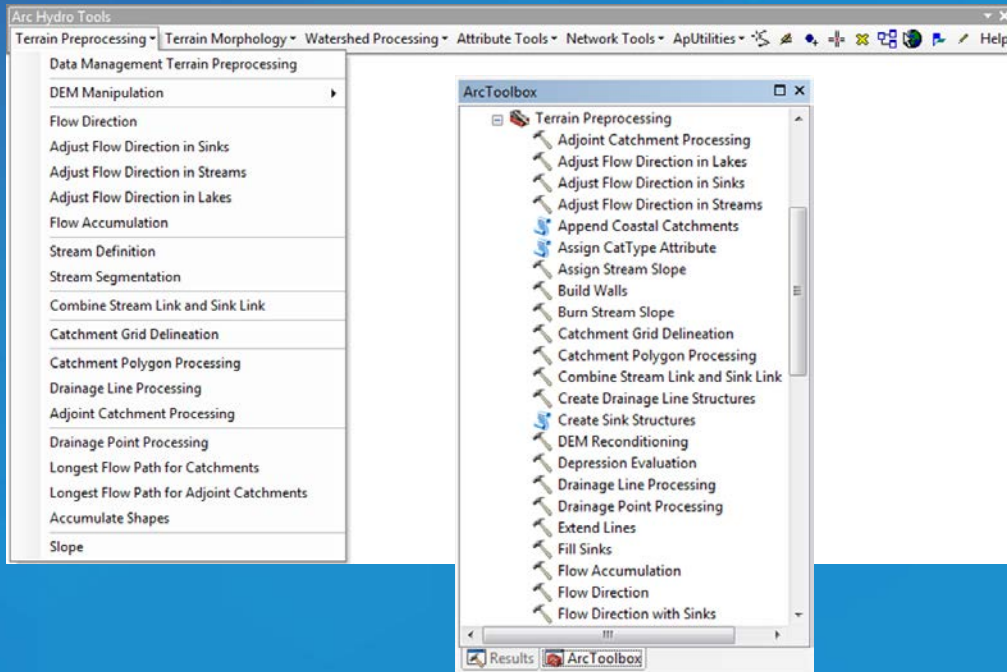 Arc Hydro Tools
Terrain Preprocessing Terrain Morphology Watershed Processing Attribute Tools Network Tools ApUtilities Help
Data Management Terrain Preprocessing
DEM Manipulation
Flow Direction
Adjust Flow Direction in Sinks
Adjust Flow Direction in Streams
Adjust Flow Direction in Lakes
Flow Accumulation
Stream Definition
Stream Segmentation
Combine Stream Link and Sink Link
Catchment Grid Delineation
Catchment Polygon Processing
Drainage Line Processing
Adjoint Catchment Processing
Drainage Point Processing
Longest Flow Path for Catchments
Longest Flow Path for Adjoint Catchments
Accumulate Shapes
Slope
ArcToolbox
Terrain Preprocessing
Adjoint Catchment Processing
Adjust Flow Direction in Lakes
Adjust Flow Direction in Sinks
Adjust Flow Direction in Streams
Append Coastal Catchments
Assign CatType Attribute
Assign Stream Slope
Build Walls
Burn Stream Slope
Catchment Grid Delineation
Catchment Polygon Processing
Combine Stream Link and Sink Link
Create Drainage Line Structures
Create Sink Structures
DEM Reconditioning
Depression Evaluation
Drainage Line Processing
Drainage Point Processing
Extend Lines
Fill Sinks
Flow Accumulation
Flow Direction
Flow Direction with Sinks
Results ArcToolbox